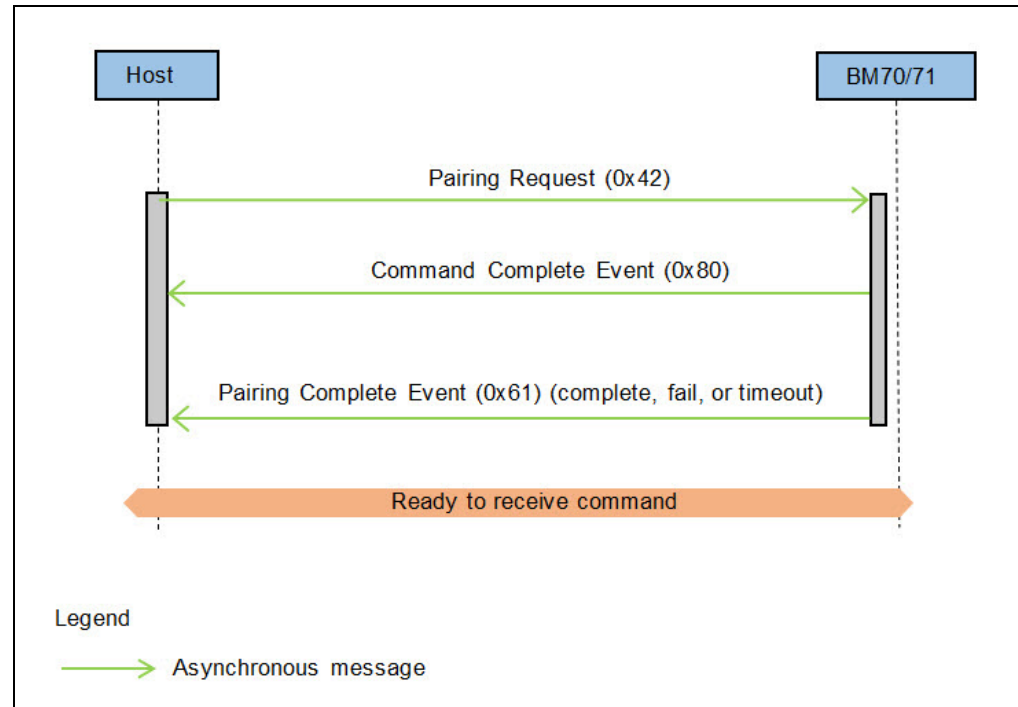 Host
BM70/71
Pairing Request (0x42)
Command Complete Event (0x80)
Pairing Complete Event (0x61) (complete, fail, or timeout)
Ready to receive command
Legend
Asynchronous message